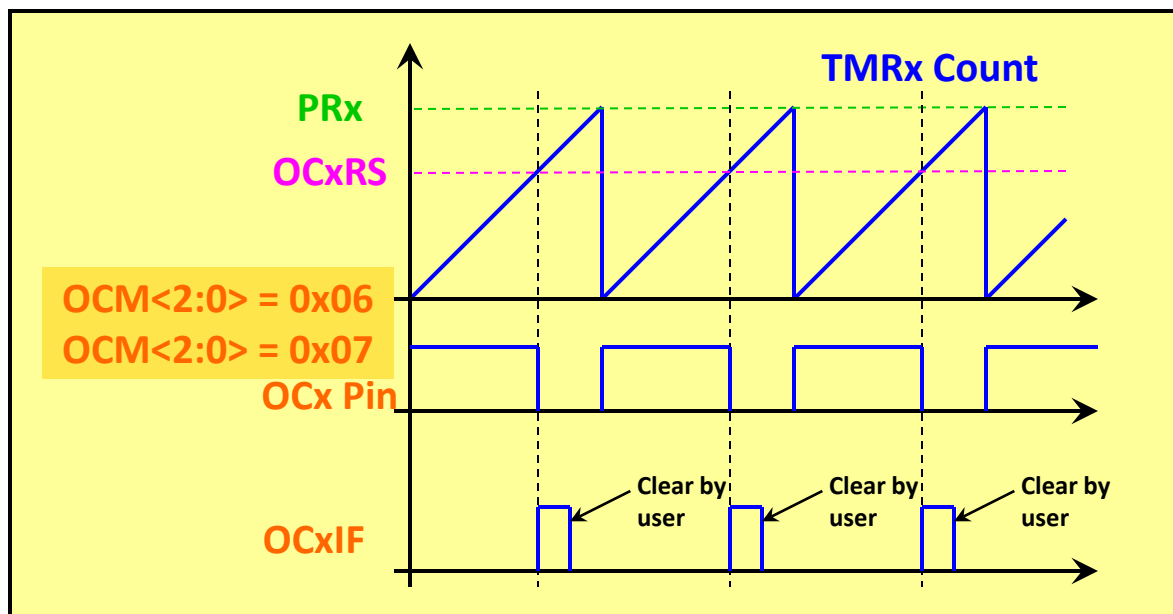 TMRx Count
PRx
OCxRS
OCM<2:0> = 0x06
OCM<2:0> = 0x07
OCx Pin
Clear by
user
Clear by
user
Clear by
user
OCxIF